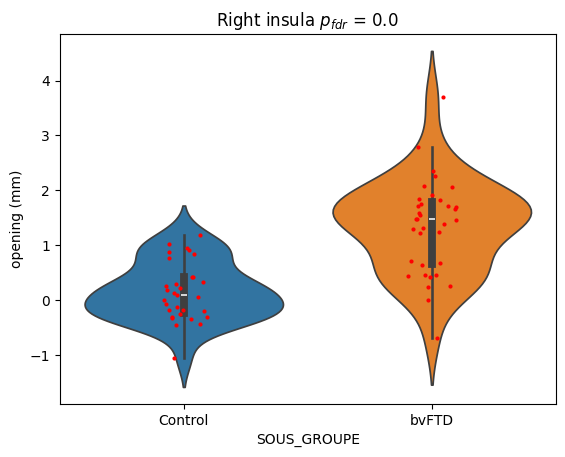 Right insula p_fdr = 0.0
opening (mm)
4
3
2
1
0
−1
Control bvFTD
SOUS_GROUPE